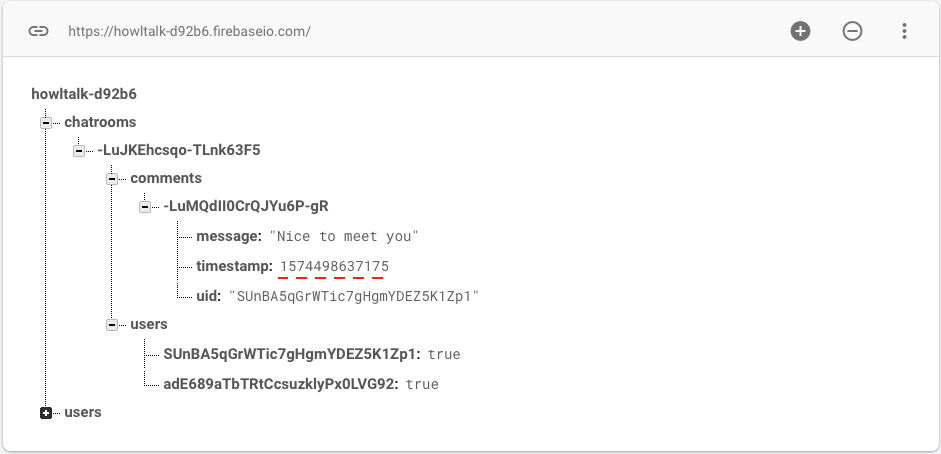 https://howltalk-d92b6.firebaseio.com/
howltalk-d92b6
chatrooms
-LuJKEhcsqo-TLnk63F5
comments
-LuMQdII0CrQJYu6P-gR
message: "Nice to meet you"
timestamp: 1574498637175
uid: "SUnBA5qGrWTic7gHgmYDEZ5K1Zp1"
users
SUnBA5qGrWTic7gHgmYDEZ5K1Zp1: true
adE689aTbTRtCcsuzklyPx0LVG92: true
users